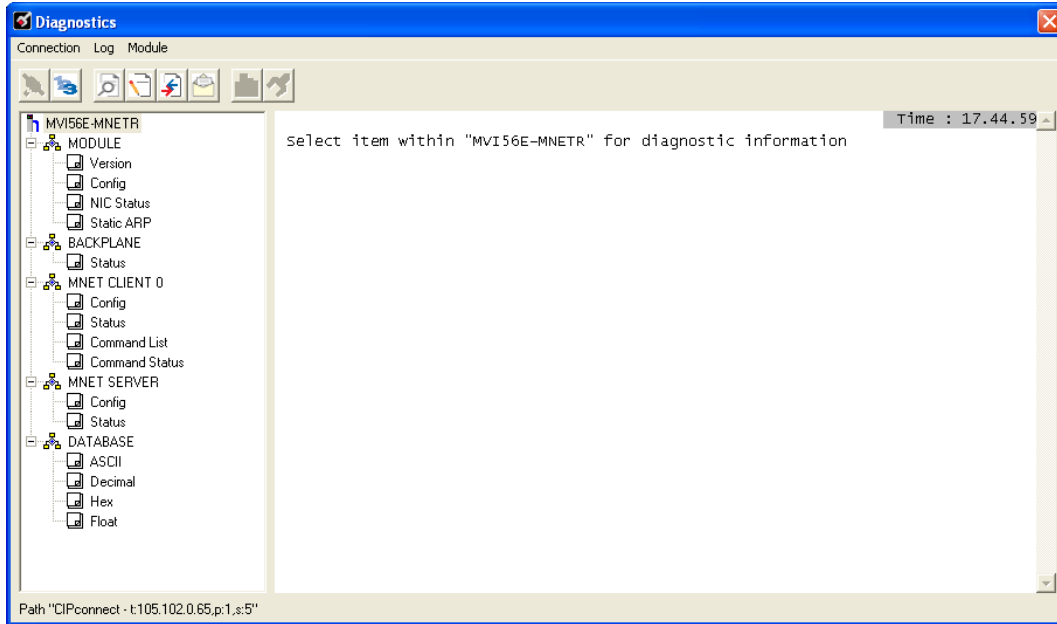 Diagnostics
Connection Log Module
MVI56E-MNETR
MODULE
Version
Config
NIC Status
Static ARP
BACKPLANE
Status
MNET CLIENT 0
Config
Status
Command List
Command Status
MNET SERVER
Config
Status
DATABASE
ASCII
Decimal
Hex
Float
Time : 17.44.59
Select item within "MVI56E-MNETR" for diagnostic information
Path "CIPconnect - t:105.102.0.65,p:1,s:5"